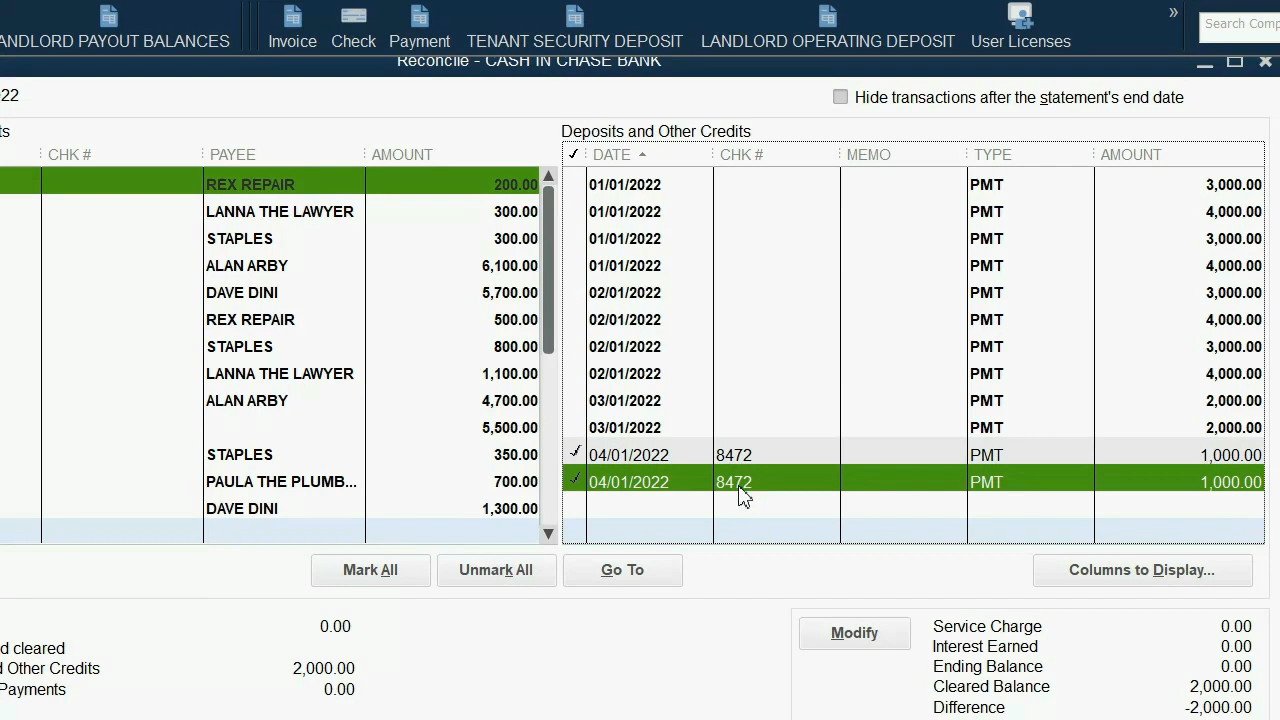 ANDLORD PAYOUT BALANCES Invoice Check Payment TENANT SECURITY DEPOSIT LANDLORD OPERATING DEPOSIT User Licenses » Search Comp
Reconcile - CASH IN CHASE BANK
22 Hide transactions after the statement's end date
ts Deposits and Other Credits
CHK # PAYEE AMOUNT ✓ DATE CHK # MEMO TYPE AMOUNT
REX REPAIR 200.00 01/01/2022 PMT 3,000.00
LANNA THE LAWYER 300.00 01/01/2022 PMT 4,000.00
STAPLES 300.00 01/01/2022 PMT 3,000.00
ALAN ARBY 6,100.00 01/01/2022 PMT 4,000.00
DAVE DINI 5,700.00 02/01/2022 PMT 3,000.00
REX REPAIR 500.00 02/01/2022 PMT 4,000.00
STAPLES 800.00 02/01/2022 PMT 3,000.00
LANNA THE LAWYER 1,100.00 02/01/2022 PMT 4,000.00
ALAN ARBY 4,700.00 03/01/2022 PMT 2,000.00
5,500.00 03/01/2022 PMT 2,000.00
STAPLES 350.00 ✓ 04/01/2022 8472 PMT 1,000.00
PAULA THE PLUMB... 700.00 ✓ 04/01/2022 8472 PMT 1,000.00
DAVE DINI 1,300.00
Mark All Unmark All Go To Columns to Display...
0.00 Modify Service Charge 0.00
d cleared Interest Earned 0.00
d Other Credits 2,000.00 Ending Balance 0.00
Payments 0.00 Cleared Balance 2,000.00
Difference -2,000.00